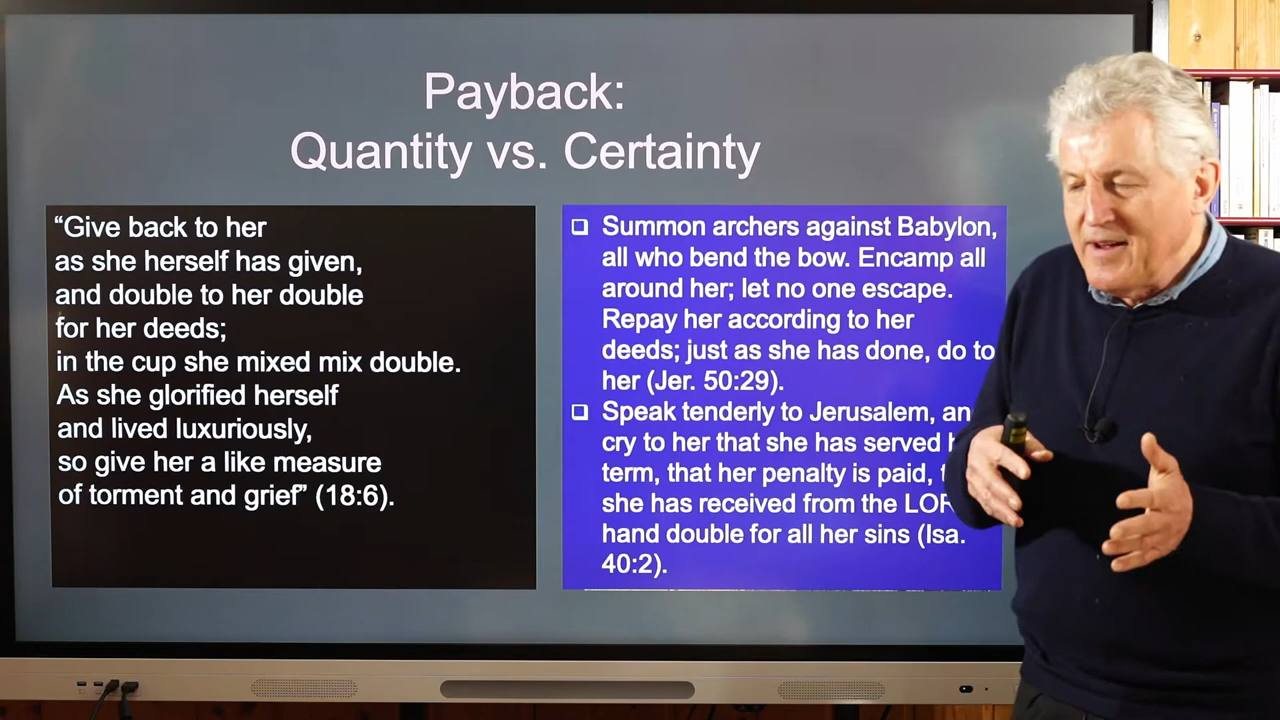 Payback:
Quantity vs. Certainty
“Give back to her
as she herself has given,
and double to her double
for her deeds;
in the cup she mixed mix double.
As she glorified herself
and lived luxuriously,
so give her a like measure
of torment and grief” (18:6).
Summon archers against Babylon,
all who bend the bow. Encamp all
around her; let no one escape.
Repay her according to her
deeds; just as she has done, do to
her (Jer. 50:29).
Speak tenderly to Jerusalem,
cry to her that she has served
term, that her penalty is paid,
she has received from the
hand double for all her sins (Isa.
40:2).